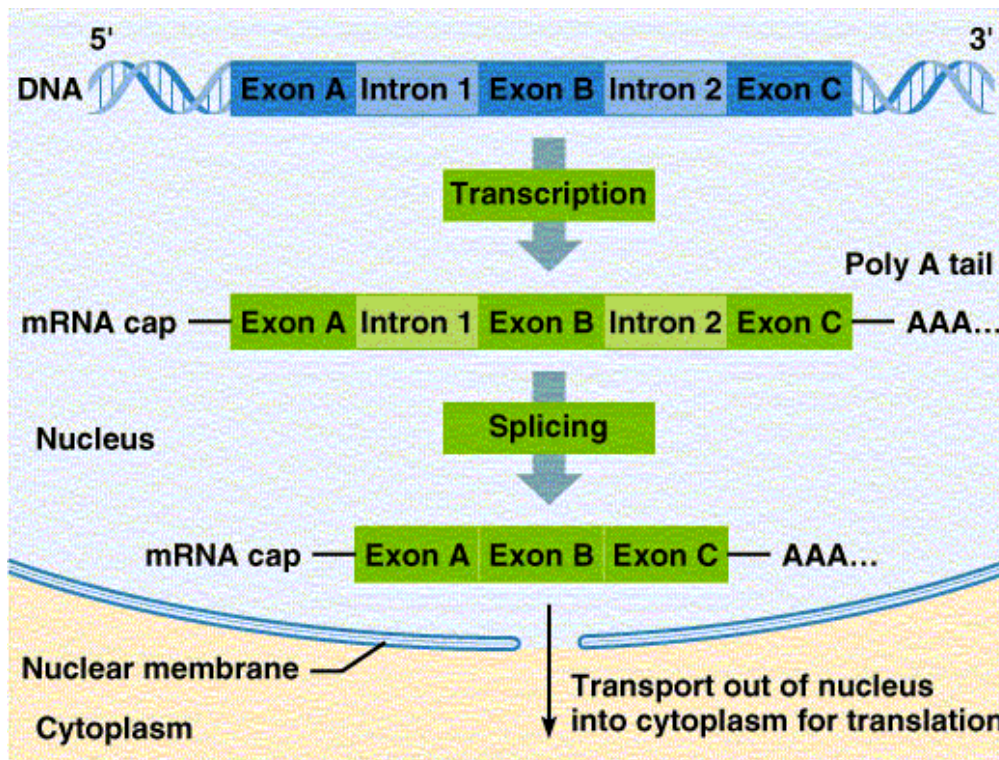 5' 3'
DNA Exon A Intron 1 Exon B Intron 2 Exon C
Transcription
Poly A tail
mRNA cap Exon A Intron 1 Exon B Intron 2 Exon C AAA...
Splicing
Nucleus
mRNA cap Exon A Exon B Exon C AAA...
Nuclear membrane
Transport out of nucleus
into cytoplasm for translation
Cytoplasm